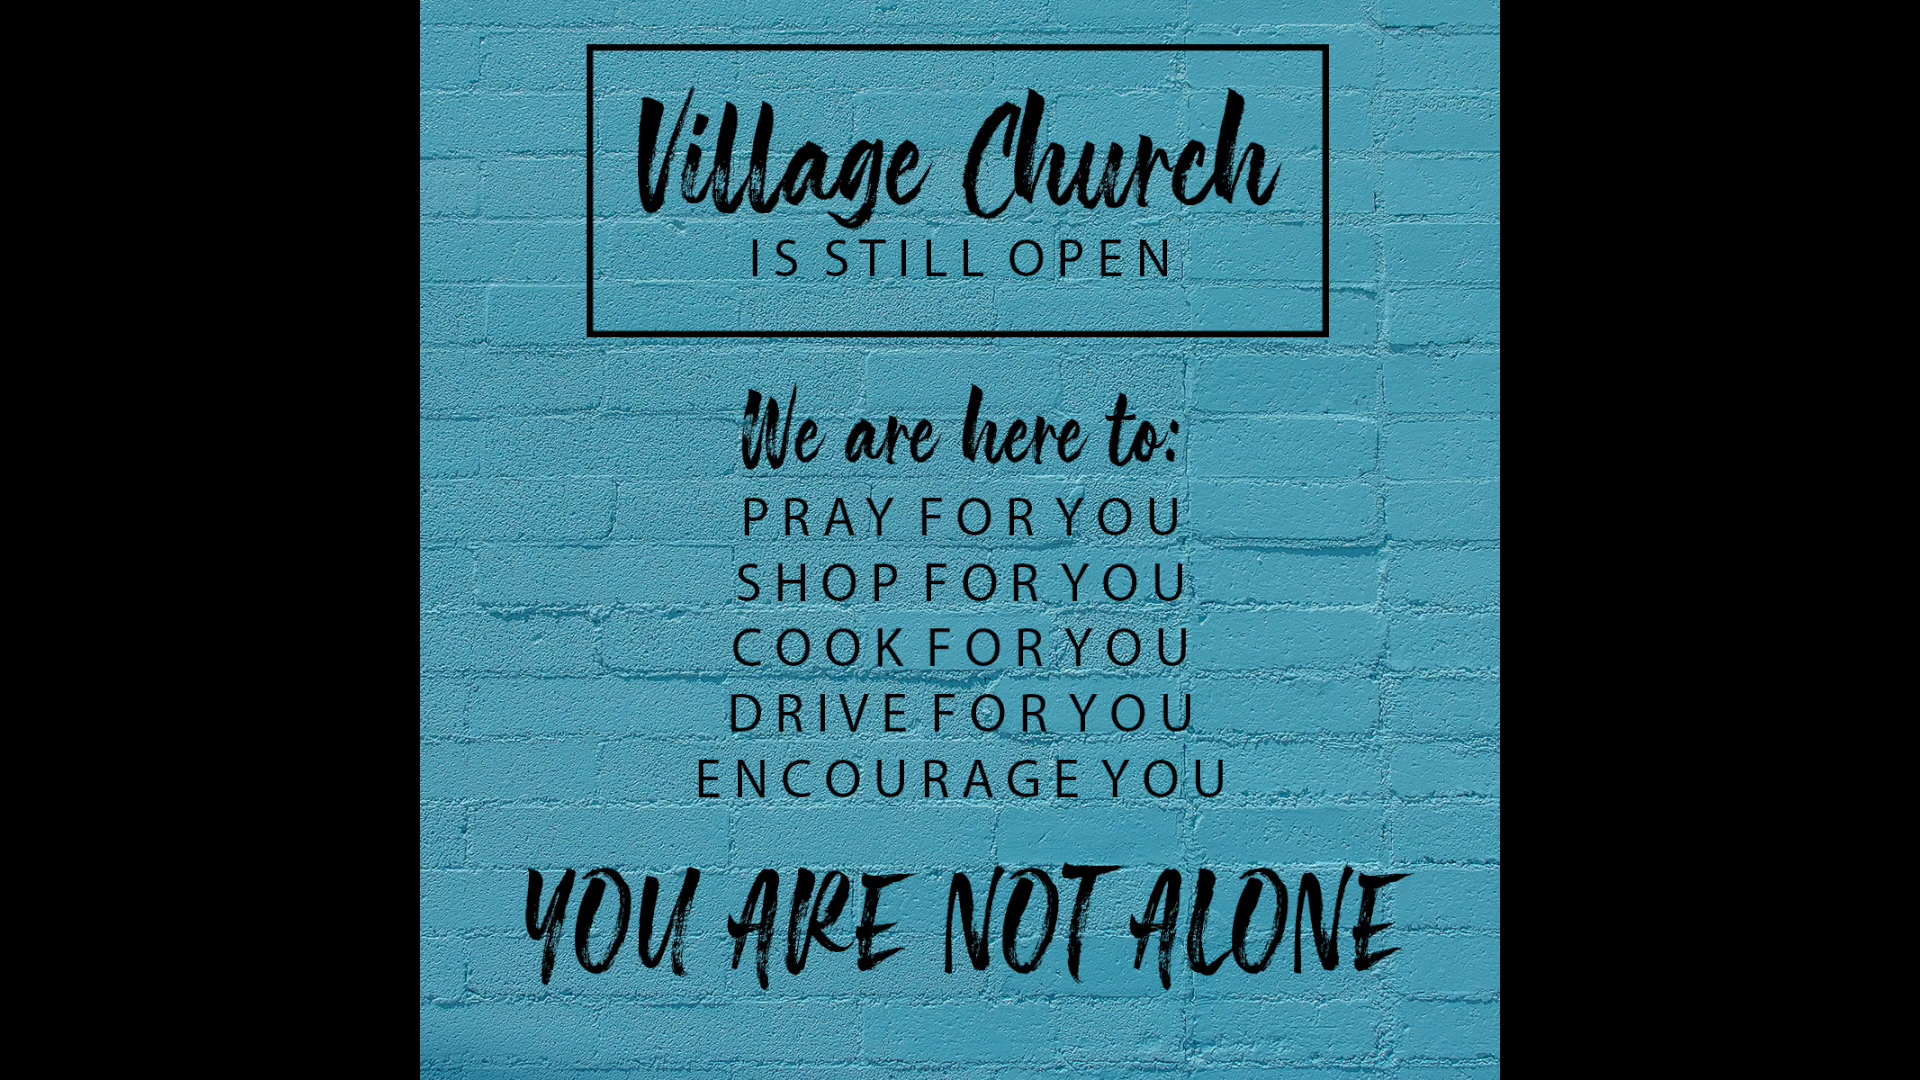 Village Church
IS STILL OPEN
We are here to:
PRAY FOR YOU
SHOP FOR YOU
COOK FOR YOU
DRIVE FOR YOU
ENCOURAGE YOU
YOU ARE NOT ALONE